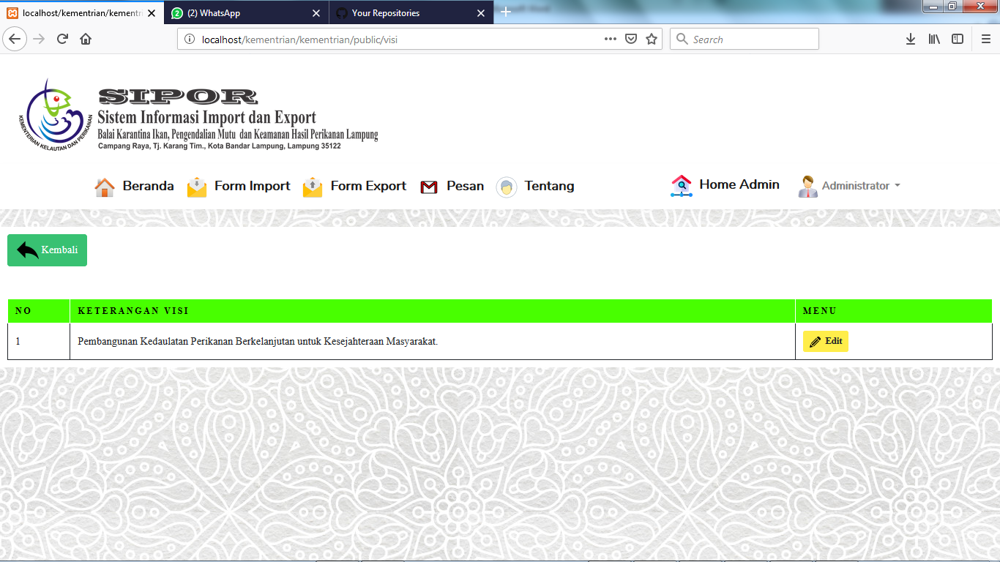 localhost/kementrian/kementri
(2) WhatsApp
Your Repositories
localhost/kementrian/kementrian/public/visi
Search
KEMENTERIAN KELAUTAN DAN PERIKANAN
SIPOR
Sistem Informasi Import dan Export
Balai Karantina Ikan, Pengendalian Mutu dan Keamanan Hasil Perikanan Lampung
Campang Raya, Tj. Karang Tim., Kota Bandar Lampung, Lampung 35122
Beranda Form Import Form Export Pesan Tentang Home Admin Administrator
Kembali
NO KETERANGAN VISI MENU
1 Pembangunan Kedaulatan Perikanan Berkelanjutan untuk Kesejahteraan Masyarakat. Edit